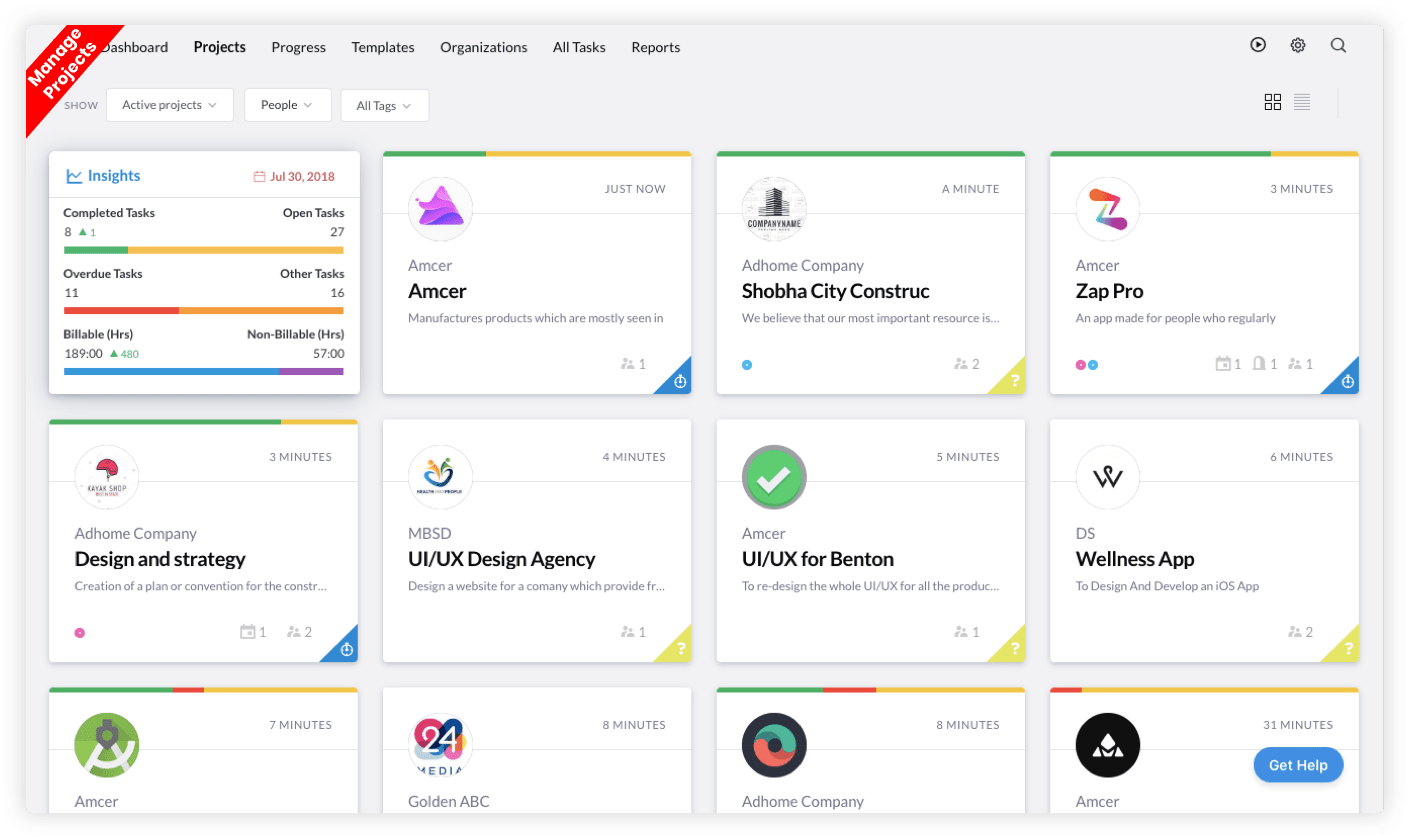 Manage
Projects
Dashboard Projects Progress Templates Organizations All Tasks Reports
SHOW Active projects People All Tags
Insights Jul 30, 2018
Completed Tasks Open Tasks
8 1 27
Overdue Tasks Other Tasks
11 16
Billable (Hrs) Non-Billable (Hrs)
189:00 480 57:00
JUST NOW
Amcer
Amcer
Manufactures products which are mostly seen in
1
A MINUTE
COMPANYNAME
Adhome Company
Shobha City Construc
We believe that our most important resource is...
2
?
3 MINUTES
Amcer
Zap Pro
An app made for people who regularly
1 1 1
3 MINUTES
KAYAK SHOP
Adhome Company
Design and strategy
Creation of a plan or convention for the constr...
1 2
4 MINUTES
HEALTH AND PEOPLE
MBSD
UI/UX Design Agency
Design a website for a comany which provide fr...
1
?
5 MINUTES
Amcer
UI/UX for Benton
To re-design the whole UI/UX for all the produc...
1
?
6 MINUTES
W
DS
Wellness App
To Design And Develop an iOS App
2
?
7 MINUTES
Amcer
8 MINUTES
24
MEDIA
Golden ABC
8 MINUTES
Adhome Company
31 MINUTES
Amcer
Get Help